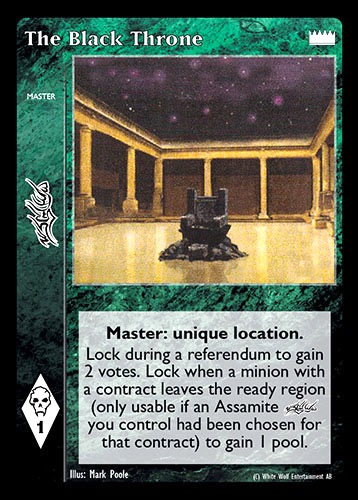 The Black Throne
MASTER
Master: unique location.
Lock during a referendum to gain
2 votes. Lock when a minion with
a contract leaves the ready region
(only usable if an Assamite
you control had been chosen for
that contract) to gain 1 pool.
1
Illus: Mark Poole
(C) White Wolf Entertainment AB